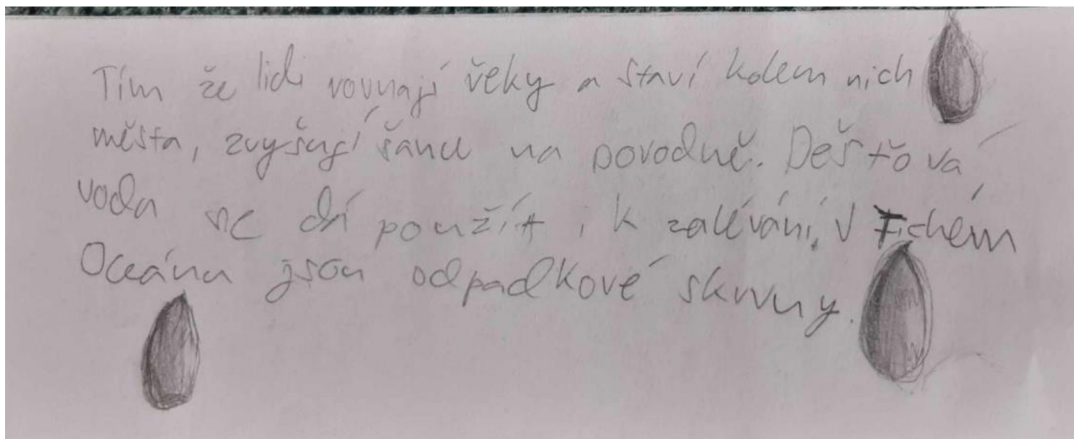 Tím že lidi rovnají řeky a staví kolem nich
města, zvyšují šanci na povodně. Dešťová
voda se dá použít i k zalévání. V Tichém
Oceánu jsou odpadkové skvrny.